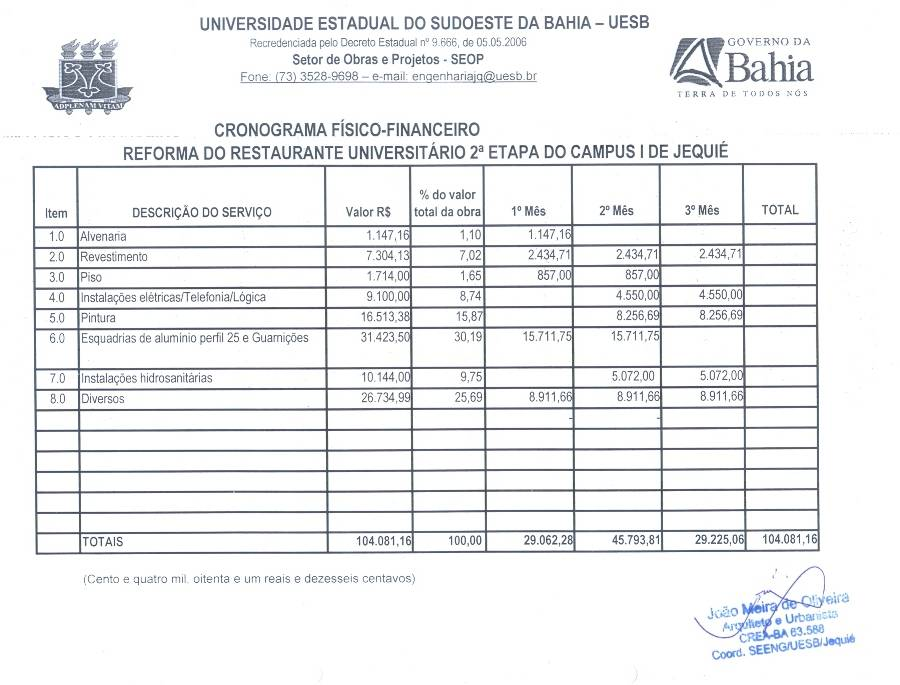 UNIVERSIDADE ESTADUAL DO SUDOESTE DA BAHIA – UESB
Recredenciada pelo Decreto Estadual nº 9.666, de 05.05.2006
Setor de Obras e Projetos - SEOP
Fone: (73) 3528-9698 – e-mail: engenhariajq@uesb.br
ADPLENAM VITAM
GOVERNO DA
Bahia
TERRA DE TODOS NÓS
CRONOGRAMA FÍSICO-FINANCEIRO
REFORMA DO RESTAURANTE UNIVERSITÁRIO 2ª ETAPA DO CAMPUS I DE JEQUIÉ
Item DESCRIÇÃO DO SERVIÇO Valor R$ % do valor total da obra 1º Mês 2º Mês 3º Mês TOTAL
1.0 Alvenaria 1.147,16 1,10 1.147,16
2.0 Revestimento 7.304,13 7,02 2.434,71 2.434,71 2.434,71
3.0 Piso 1.714,00 1,65 857,00 857,00
4.0 Instalações elétricas/Telefonia/Lógica 9.100,00 8,74 4.550,00 4.550,00
5.0 Pintura 16.513,38 15,87 8.256,69 8.256,69
6.0 Esquadrias de alumínio perfil 25 e Guarnições 31.423,50 30,19 15.711,75 15.711,75
7.0 Instalações hidrosanitárias 10.144,00 9,75 5.072,00 5.072,00
8.0 Diversos 26.734,99 25,69 8.911,66 8.911,66 8.911,66
TOTAIS 104.081,16 100,00 29.062,28 45.793,81 29.225,06 104.081,16
(Cento e quatro mil. oitenta e um reais e dezesseis centavos)
João Meira de Oliveira
Arquiteto e Urbanista
CREA-BA 63.588
Coord. SEENG/UESB/Jequié